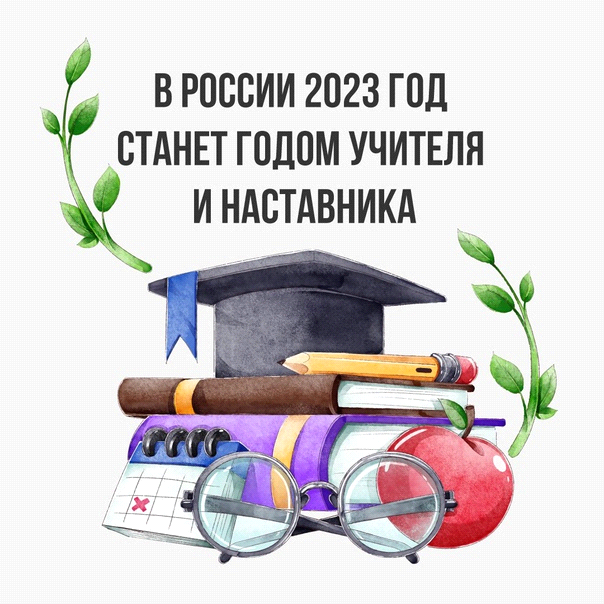 В РОССИИ 2023 ГОД
СТАНЕТ ГОДОМ УЧИТЕЛЯ
И НАСТАВНИКА